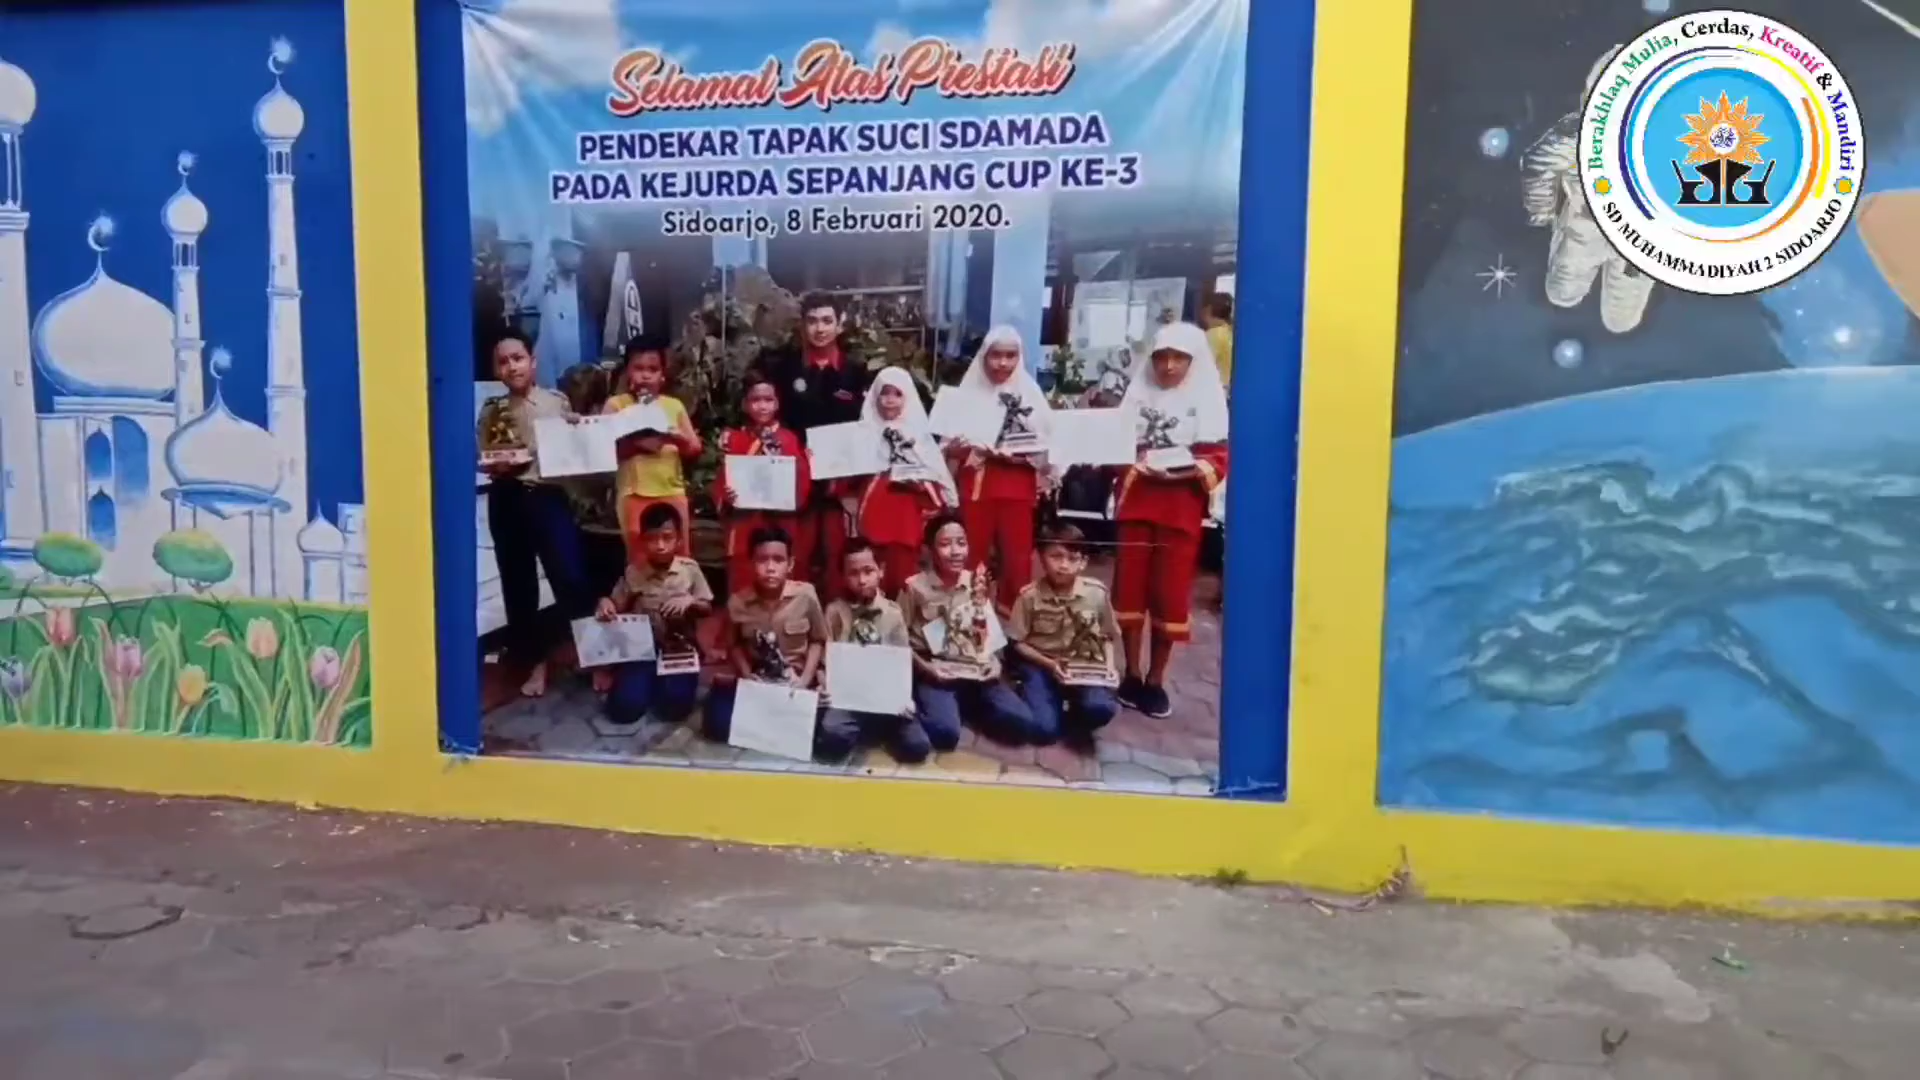 Selamat Atas Prestasi
PENDEKAR TAPAK SUCI SDAMADA
PADA KEJURDA SEPANJANG CUP KE-3
Sidoarjo, 8 Februari 2020.
Berakhlaq Mulia, Cerdas, Kreatif & Mandiri
SD MUHAMMADIYAH 2 SIDOARJO